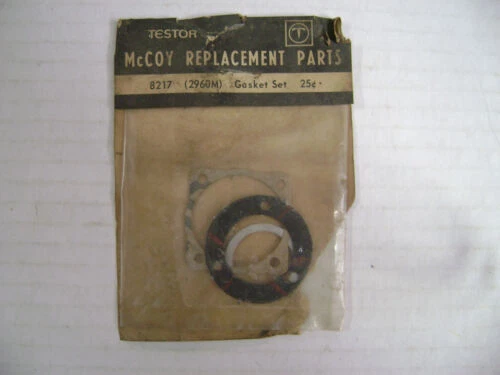 TESTOR
McCOY REPLACEMENT PARTS
8217 (2960M) Gasket Set 25¢